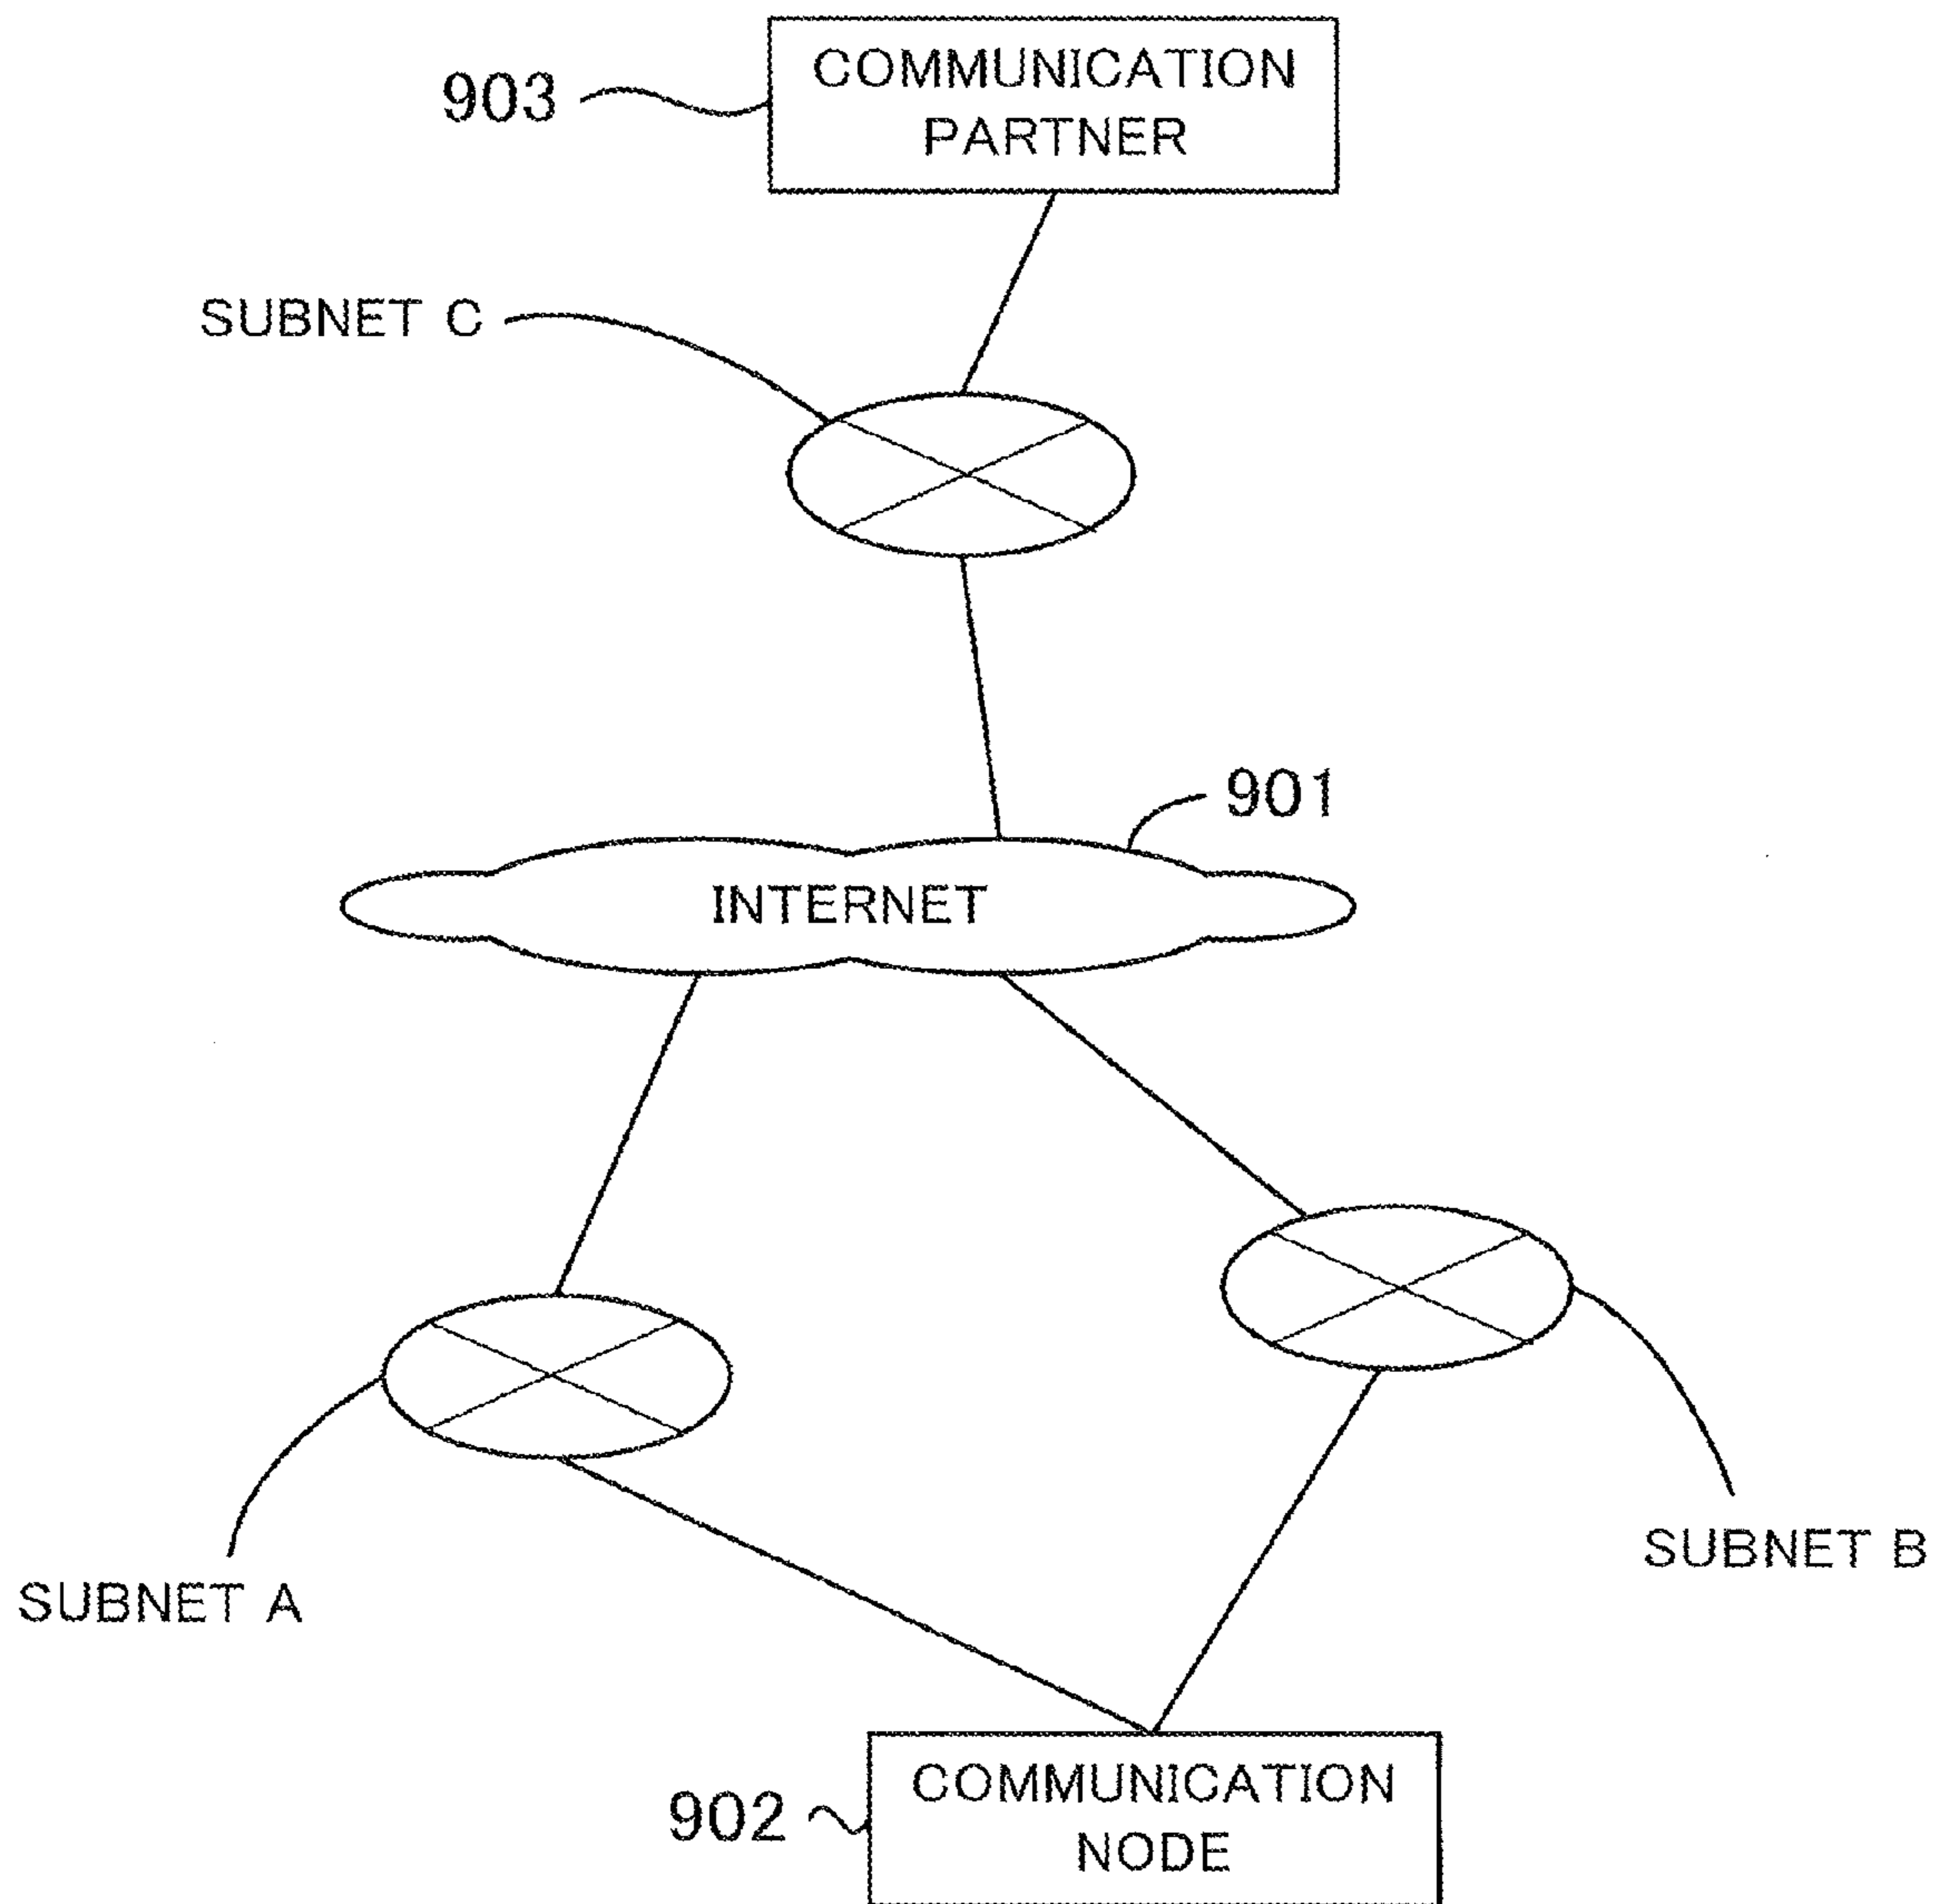 COMMUNICATION
PARTNER
903
SUBNET C
901
INTERNET
SUBNET B
SUBNET A
COMMUNICATION
NODE
902